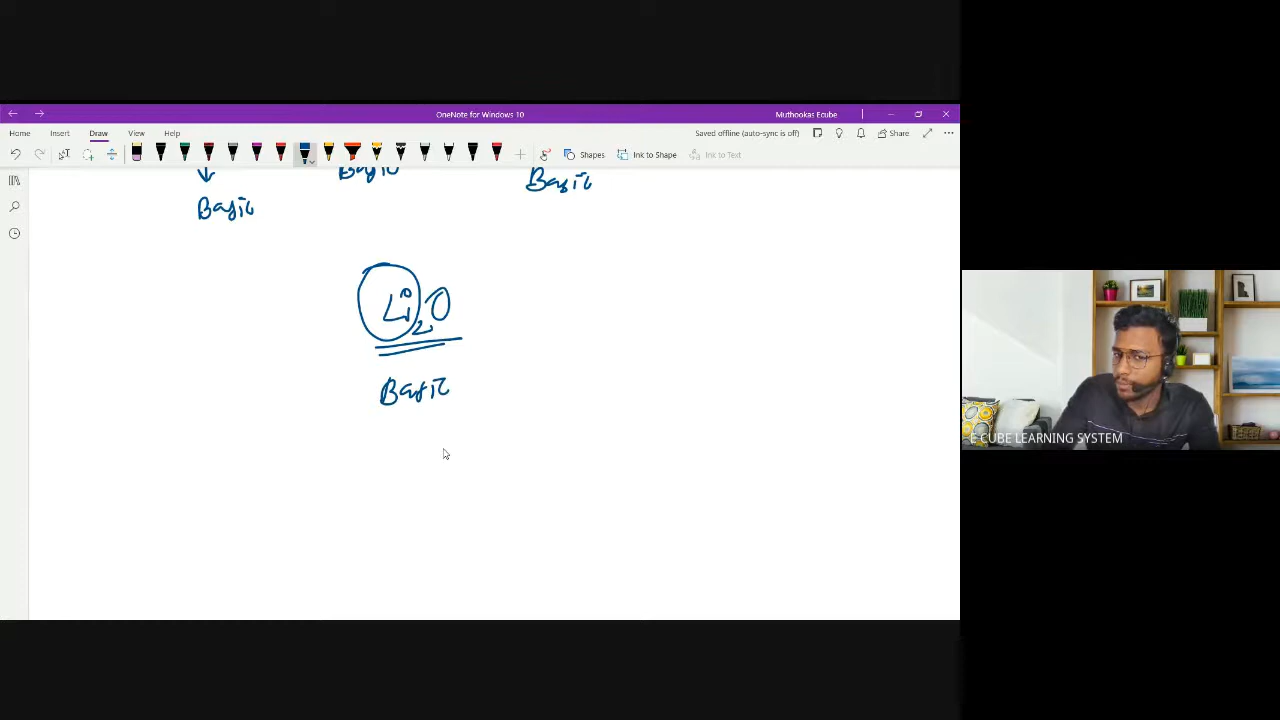 OneNote for Windows 10
Muthookas Ecube
Home Insert Draw View Help
Saved offline (auto-sync is off)
Share
Shapes
Ink to Shape
Ink to Text
Basic
Basic
Basic
Li2O
Basic
E CUBE LEARNING SYSTEM